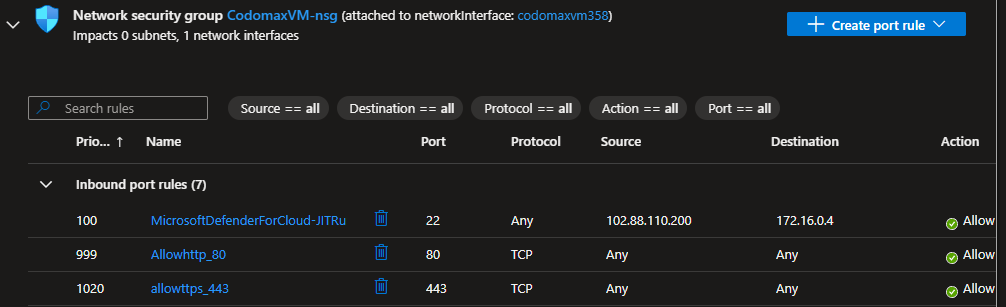 Network security group CodomaxVM-nsg (attached to networkInterface: codomaxvm358)
Impacts 0 subnets, 1 network interfaces
Create port rule
Search rules
Source == all
Destination == all
Protocol == all
Action == all
Port == all
Prio... ↑ Name Port Protocol Source Destination Action
Inbound port rules (7)
100 MicrosoftDefenderForCloud-JITRu 22 Any 102.88.110.200 172.16.0.4 Allow
999 Allowhttp_80 80 TCP Any Any Allow
1020 allowttps_443 443 TCP Any Any Allow